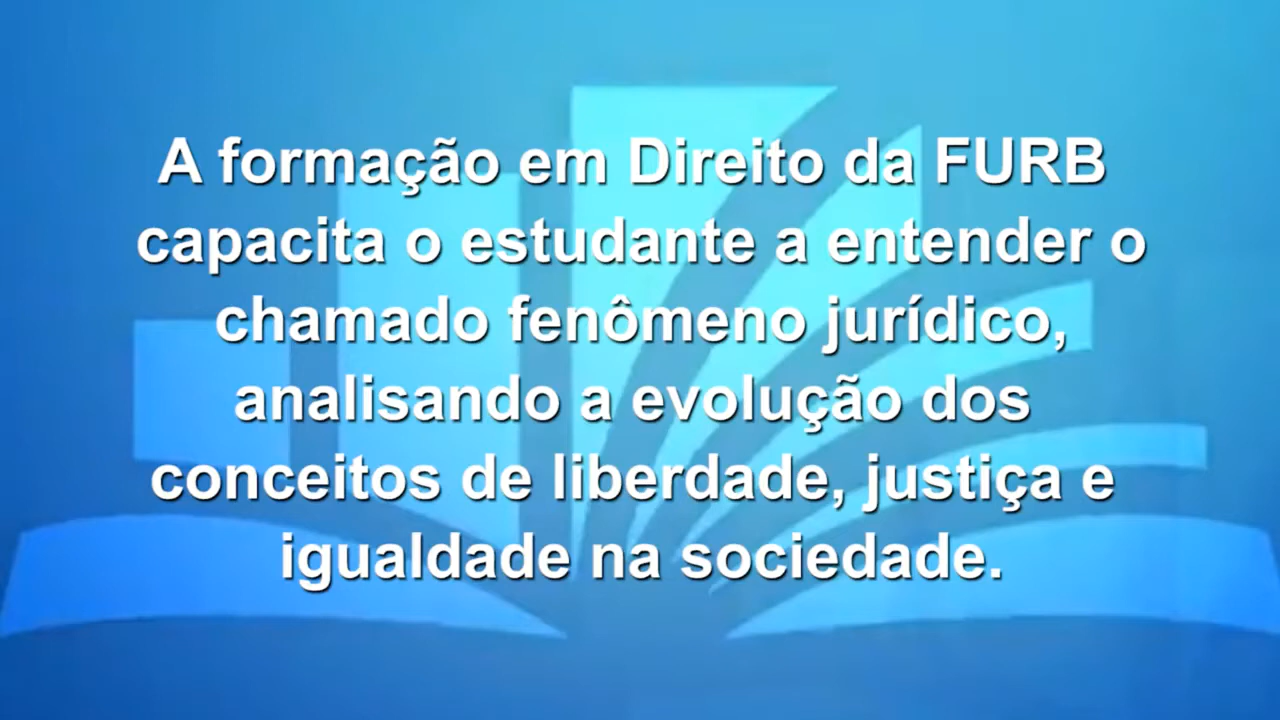 A formação em Direito da FURB
capacita o estudante a entender o
chamado fenômeno jurídico,
analisando a evolução dos
conceitos de liberdade, justiça e
igualdade na sociedade.